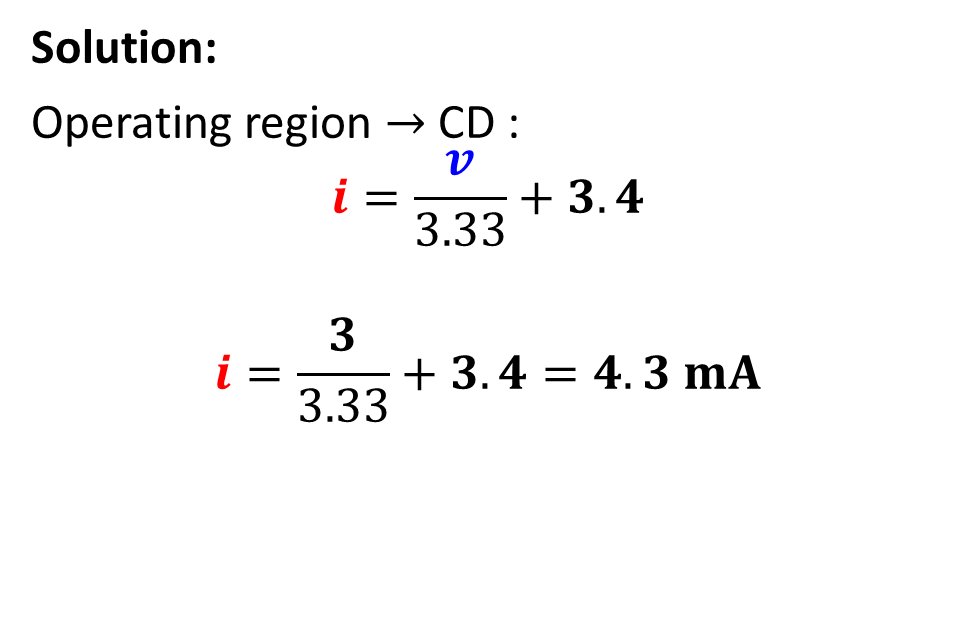 Solution:
Operating region → CD :
i = v/3.33 + 3.4
i = 3/3.33 + 3.4 = 4.3 mA